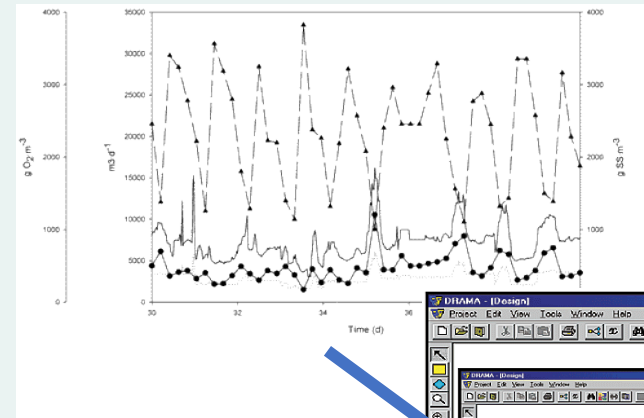 4000
3000
2000
1000
0
g O2 m-3
35000
30000
25000
20000
15000
10000
5000
0
m3 d-1
4000
3000
2000
1000
0
g SS m-3
30
32
34
36
Time (d)
DRAMA - [Design]
Project Edit View Tools Window Help
DRAMA - [Design]
Project Edit View Tools Window Help